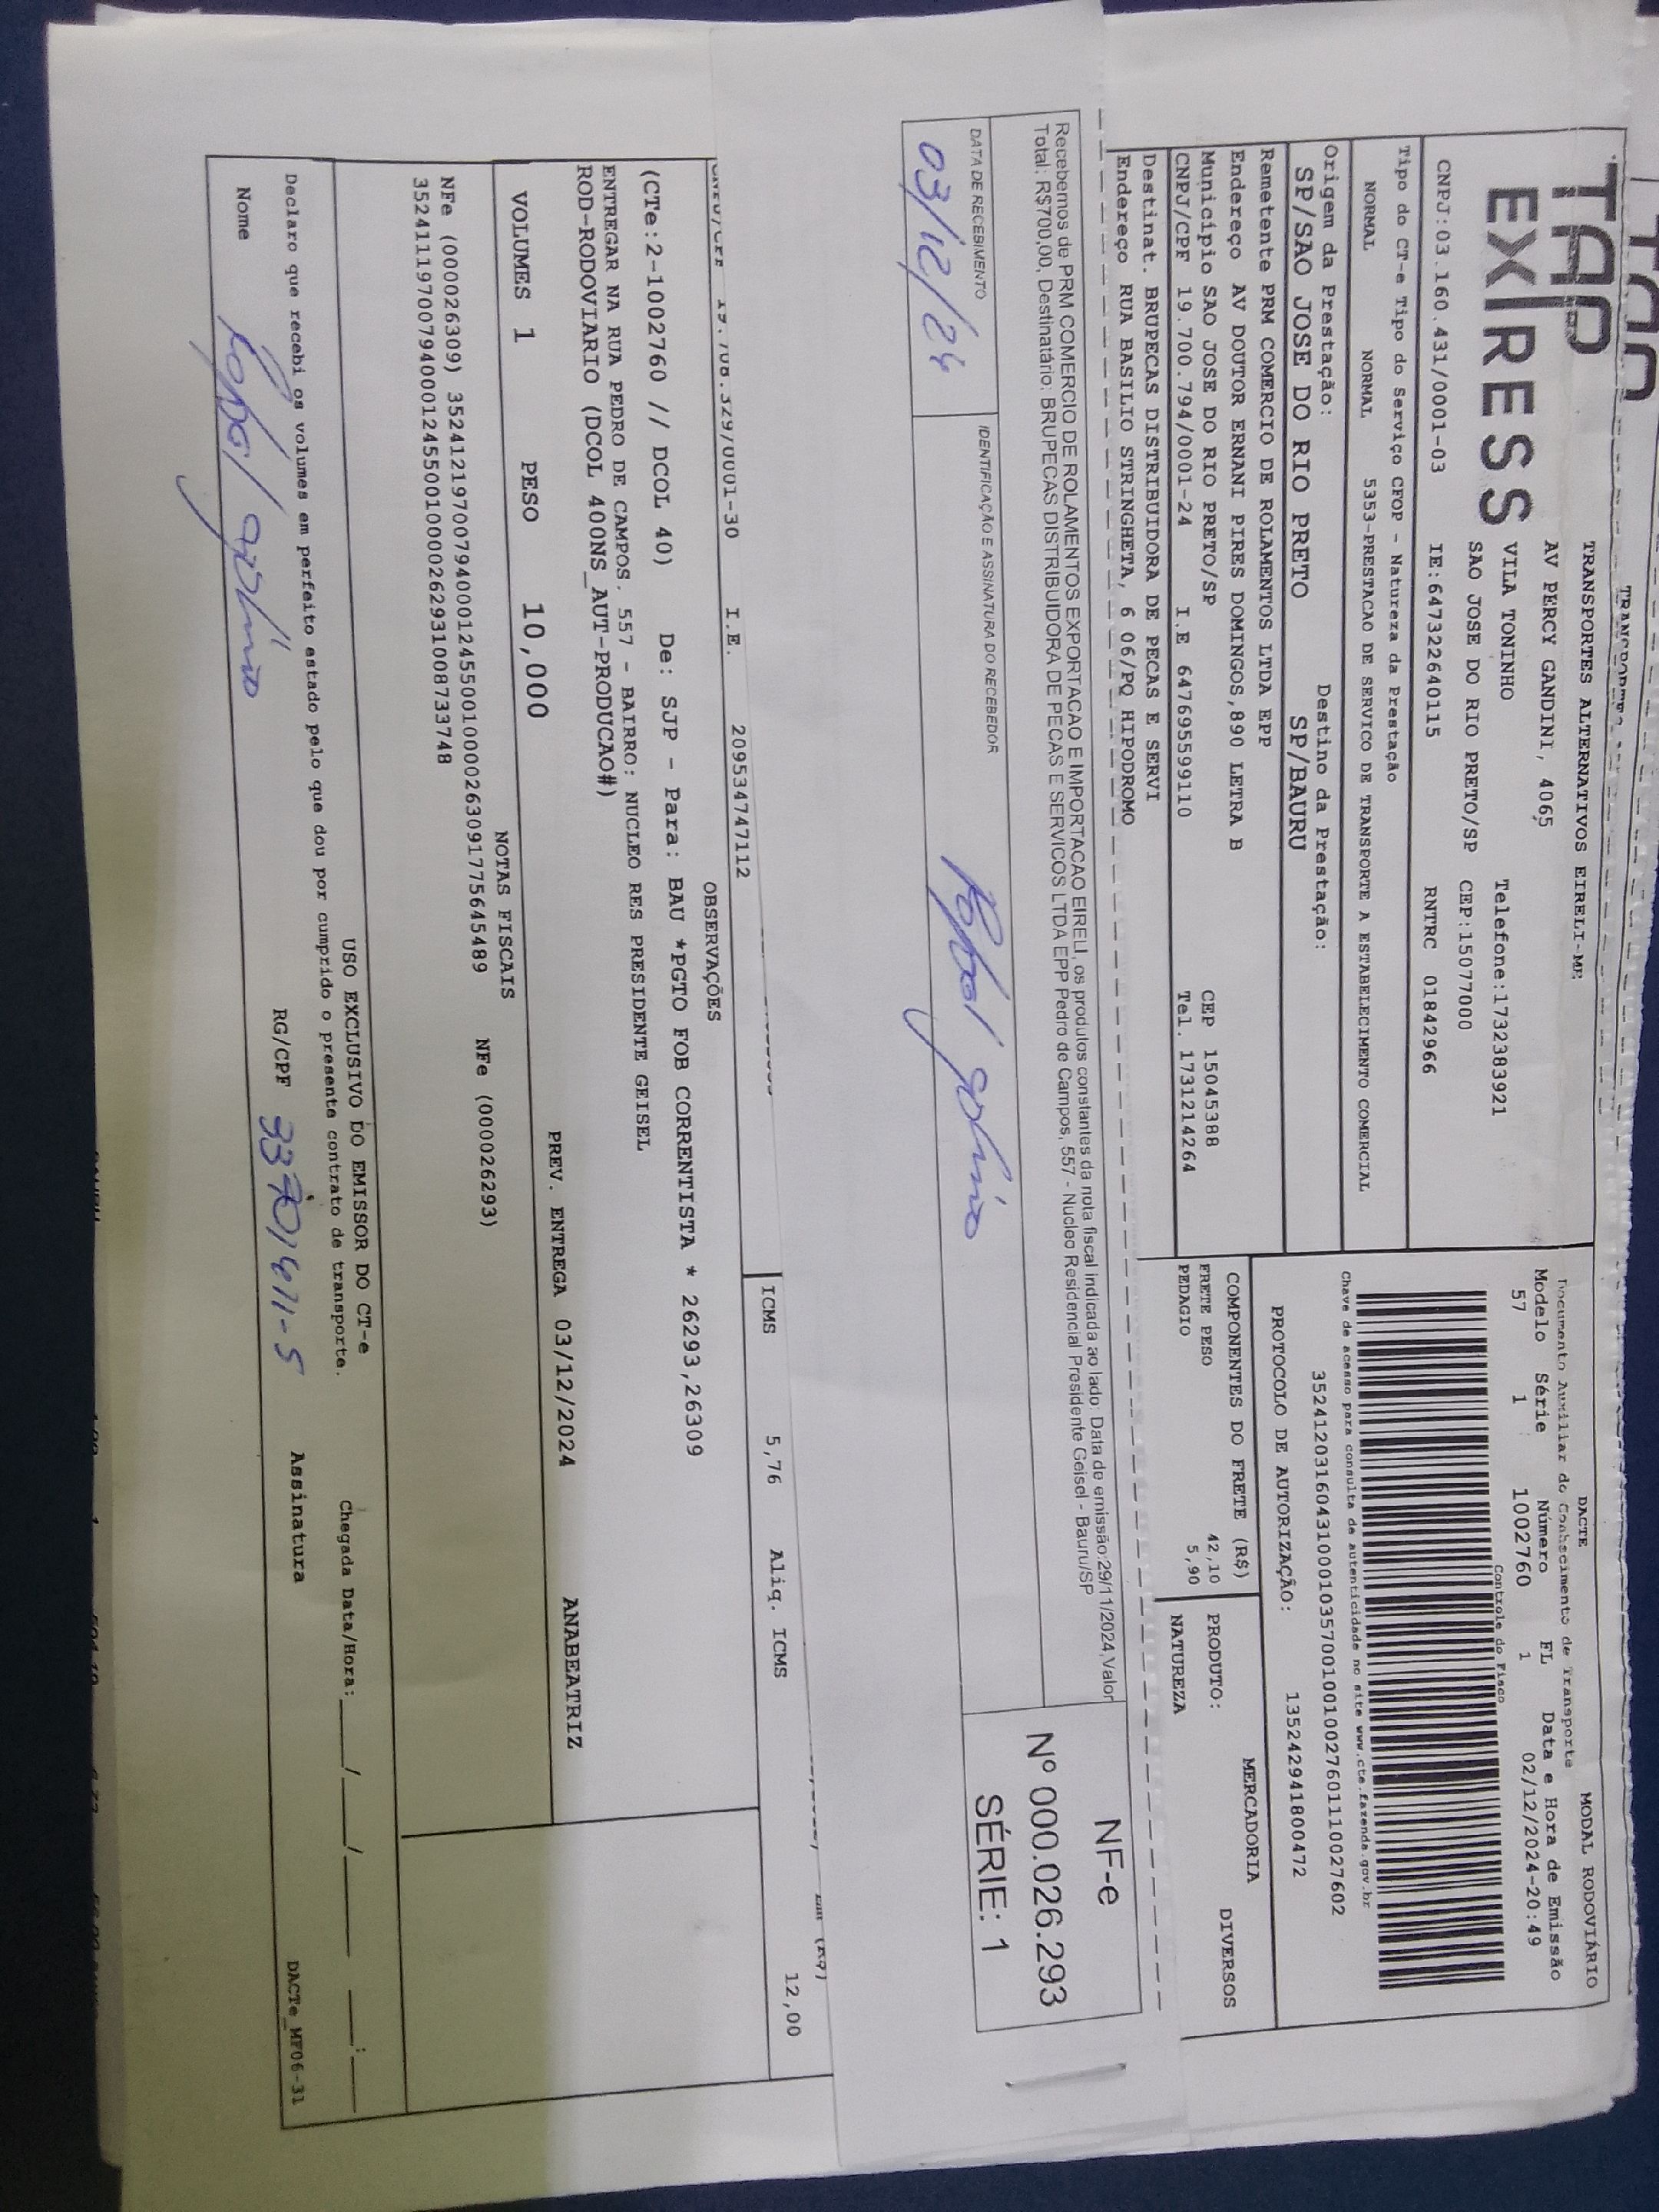 TAP
EXPRESS
TRANSPORTES ALTERNATIVOS EIRELI-ME
AV PERCY GANDINI, 4065
VILA TONINHO Telefone:1732383921
SAO JOSE DO RIO PRETO/SP CEP:15077000
CNPJ:03.160.431/0001-03 IE:647322640115 RNTRC 01842966
DACTE MODAL RODOVIÁRIO
Documento Auxiliar do Conhecimento de Transporte
Modelo Série Número FL Data e Hora de Emissão
57 1 1002760 1 02/12/2024-20:49
Controle do Fisco
Chave de acesso para consulta de autenticidade no site www.cte.fazenda.gov.br
35241203160431000103570010010027601110027602
PROTOCOLO DE AUTORIZAÇÃO: 135242941800472
Tipo do CT-e Tipo do Serviço CFOP - Natureza da Prestação
NORMAL NORMAL 5353-PRESTACAO DE SERVICO DE TRANSPORTE A ESTABELECIMENTO COMERCIAL
Origem da Prestação: Destino da Prestação:
SP/SAO JOSE DO RIO PRETO SP/BAURU
Remetente PRM COMERCIO DE ROLAMENTOS LTDA EPP
Endereço AV DOUTOR ERNANI PIRES DOMINGOS,890 LETRA B
Município SAO JOSE DO RIO PRETO/SP CEP 15045388
CNPJ/CPF 19.700.794/0001-24 I.E 647695599110 Tel. 1731214264
Destinat. BRUPECAS DISTRIBUIDORA DE PECAS E SERVI
Endereço RUA BASILIO STRINGHETA, 6 06/PQ HIPODROMO
COMPONENTES DO FRETE (R$)
FRETE PESO 42,10
PEDAGIO 5,90
MERCADORIA
PRODUTO: DIVERSOS
NATUREZA
Recebemos de PRM COMERCIO DE ROLAMENTOS EXPORTACAO E IMPORTACAO EIRELI, os produtos constantes da nota fiscal indicada ao lado. Data de emissão:29/11/2024,Valor
Total: R$700,00, Destinatário: BRUPECAS DISTRIBUIDORA DE PECAS E SERVICOS LTDA EPP Pedro de Campos, 557 - Nucleo Residencial Presidente Geisel - Bauru/SP
DATA DE RECEBIMENTO IDENTIFICAÇÃO E ASSINATURA DO RECEBEDOR
03/12/24
NF-e
Nº 000.026.293
SÉRIE: 1
I.E. 209534747112
ICMS 5,76 Aliq. ICMS 12,00
OBSERVAÇÕES
(CTe:2-1002760 // DCOL 40) De: SJP - Para: BAU *PGTO FOB CORRENTISTA * 26293,26309
ENTREGAR NA RUA PEDRO DE CAMPOS. 557 - BAIRRO: NUCLEO RES PRESIDENTE GEISEL
ROD-RODOVIARIO (DCOL 400NS_AUT-PRODUCAO#)
VOLUMES 1 PESO 10,000 PREV. ENTREGA 03/12/2024 ANABEATRIZ
NOTAS FISCAIS
NFe (000026309) 35241219700794000124550010000263091775645489 NFe (000026293)
35241119700794000124550010000262931008733748
USO EXCLUSIVO DO EMISSOR DO CT-e
Declaro que recebi os volumes em perfeito estado pelo que dou por cumprido o presente contrato de transporte. Chegada Data/Hora:____/____/______ ____:____
Nome RG/CPF Assinatura
DACTe_MF06-31